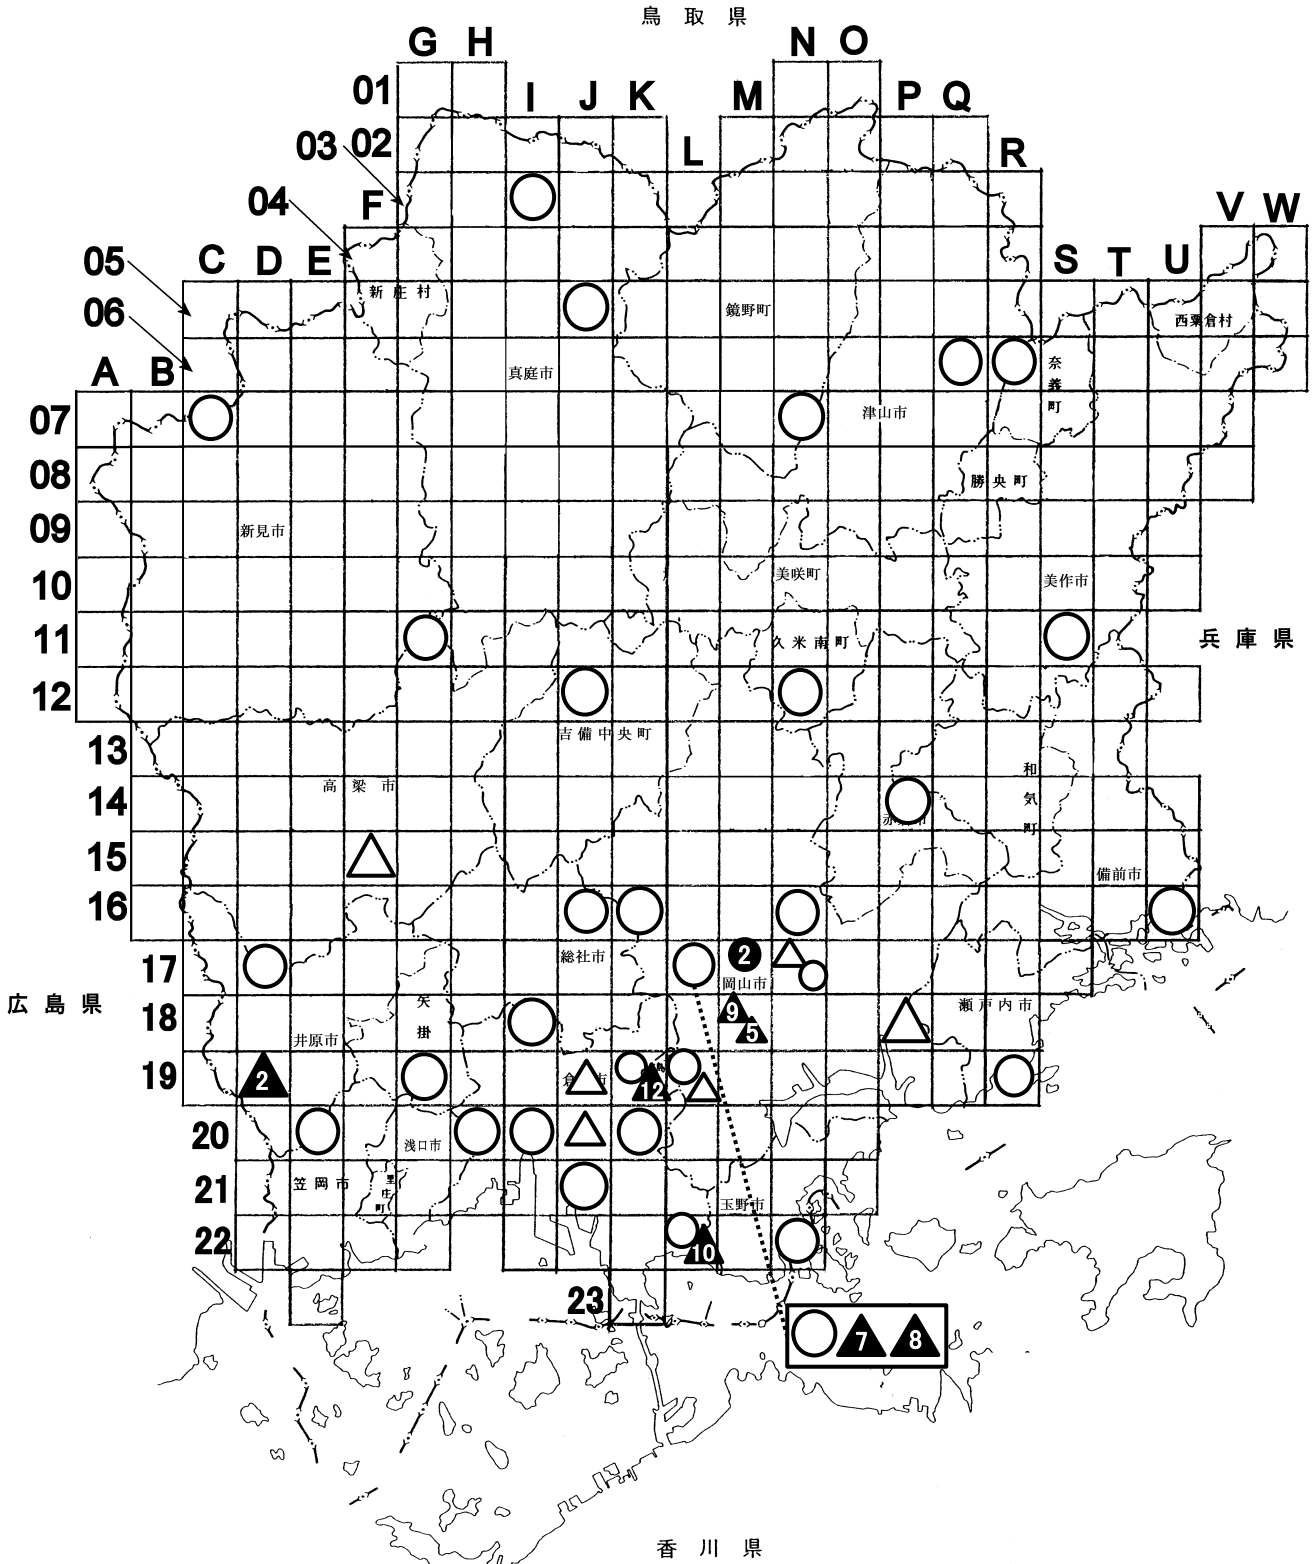 鳥取県
G H N O
01 I J K M P Q
03 02 L R
04 F V W
05 C D E S T U
新庄村
06 鏡野町 西粟倉村
A B 真庭市 奈義町
07 津山市
08 勝央町
09 新見市
10 美咲町 美作市
11 久米南町 兵庫県
12
13 吉備中央町
14 高梁市 和気町
15 備前市
16
17 総社市 2 岡山市
広島県
18 矢掛 9 5 瀬戸内市
井原市
19 2 12
20 浅口市
21 笠岡市 里庄町 玉野市
22 10
23
7 8
香川県